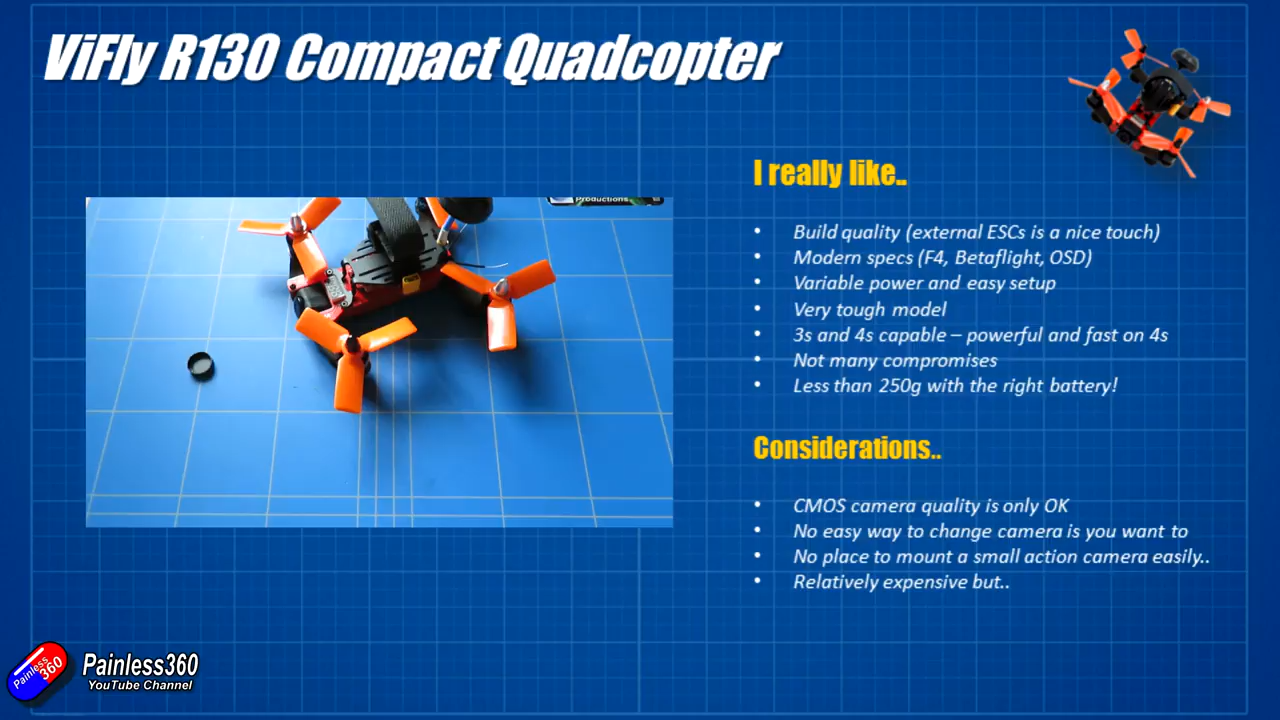 ViFly R130 Compact Quadcopter
Productions
I really like..
• Build quality (external ESCs is a nice touch)
• Modern specs (F4, Betaflight, OSD)
• Variable power and easy setup
• Very tough model
• 3s and 4s capable – powerful and fast on 4s
• Not many compromises
• Less than 250g with the right battery!
Considerations..
• CMOS camera quality is only OK
• No easy way to change camera is you want to
• No place to mount a small action camera easily..
• Relatively expensive but..
Painless
360
Painless360
YouTube Channel